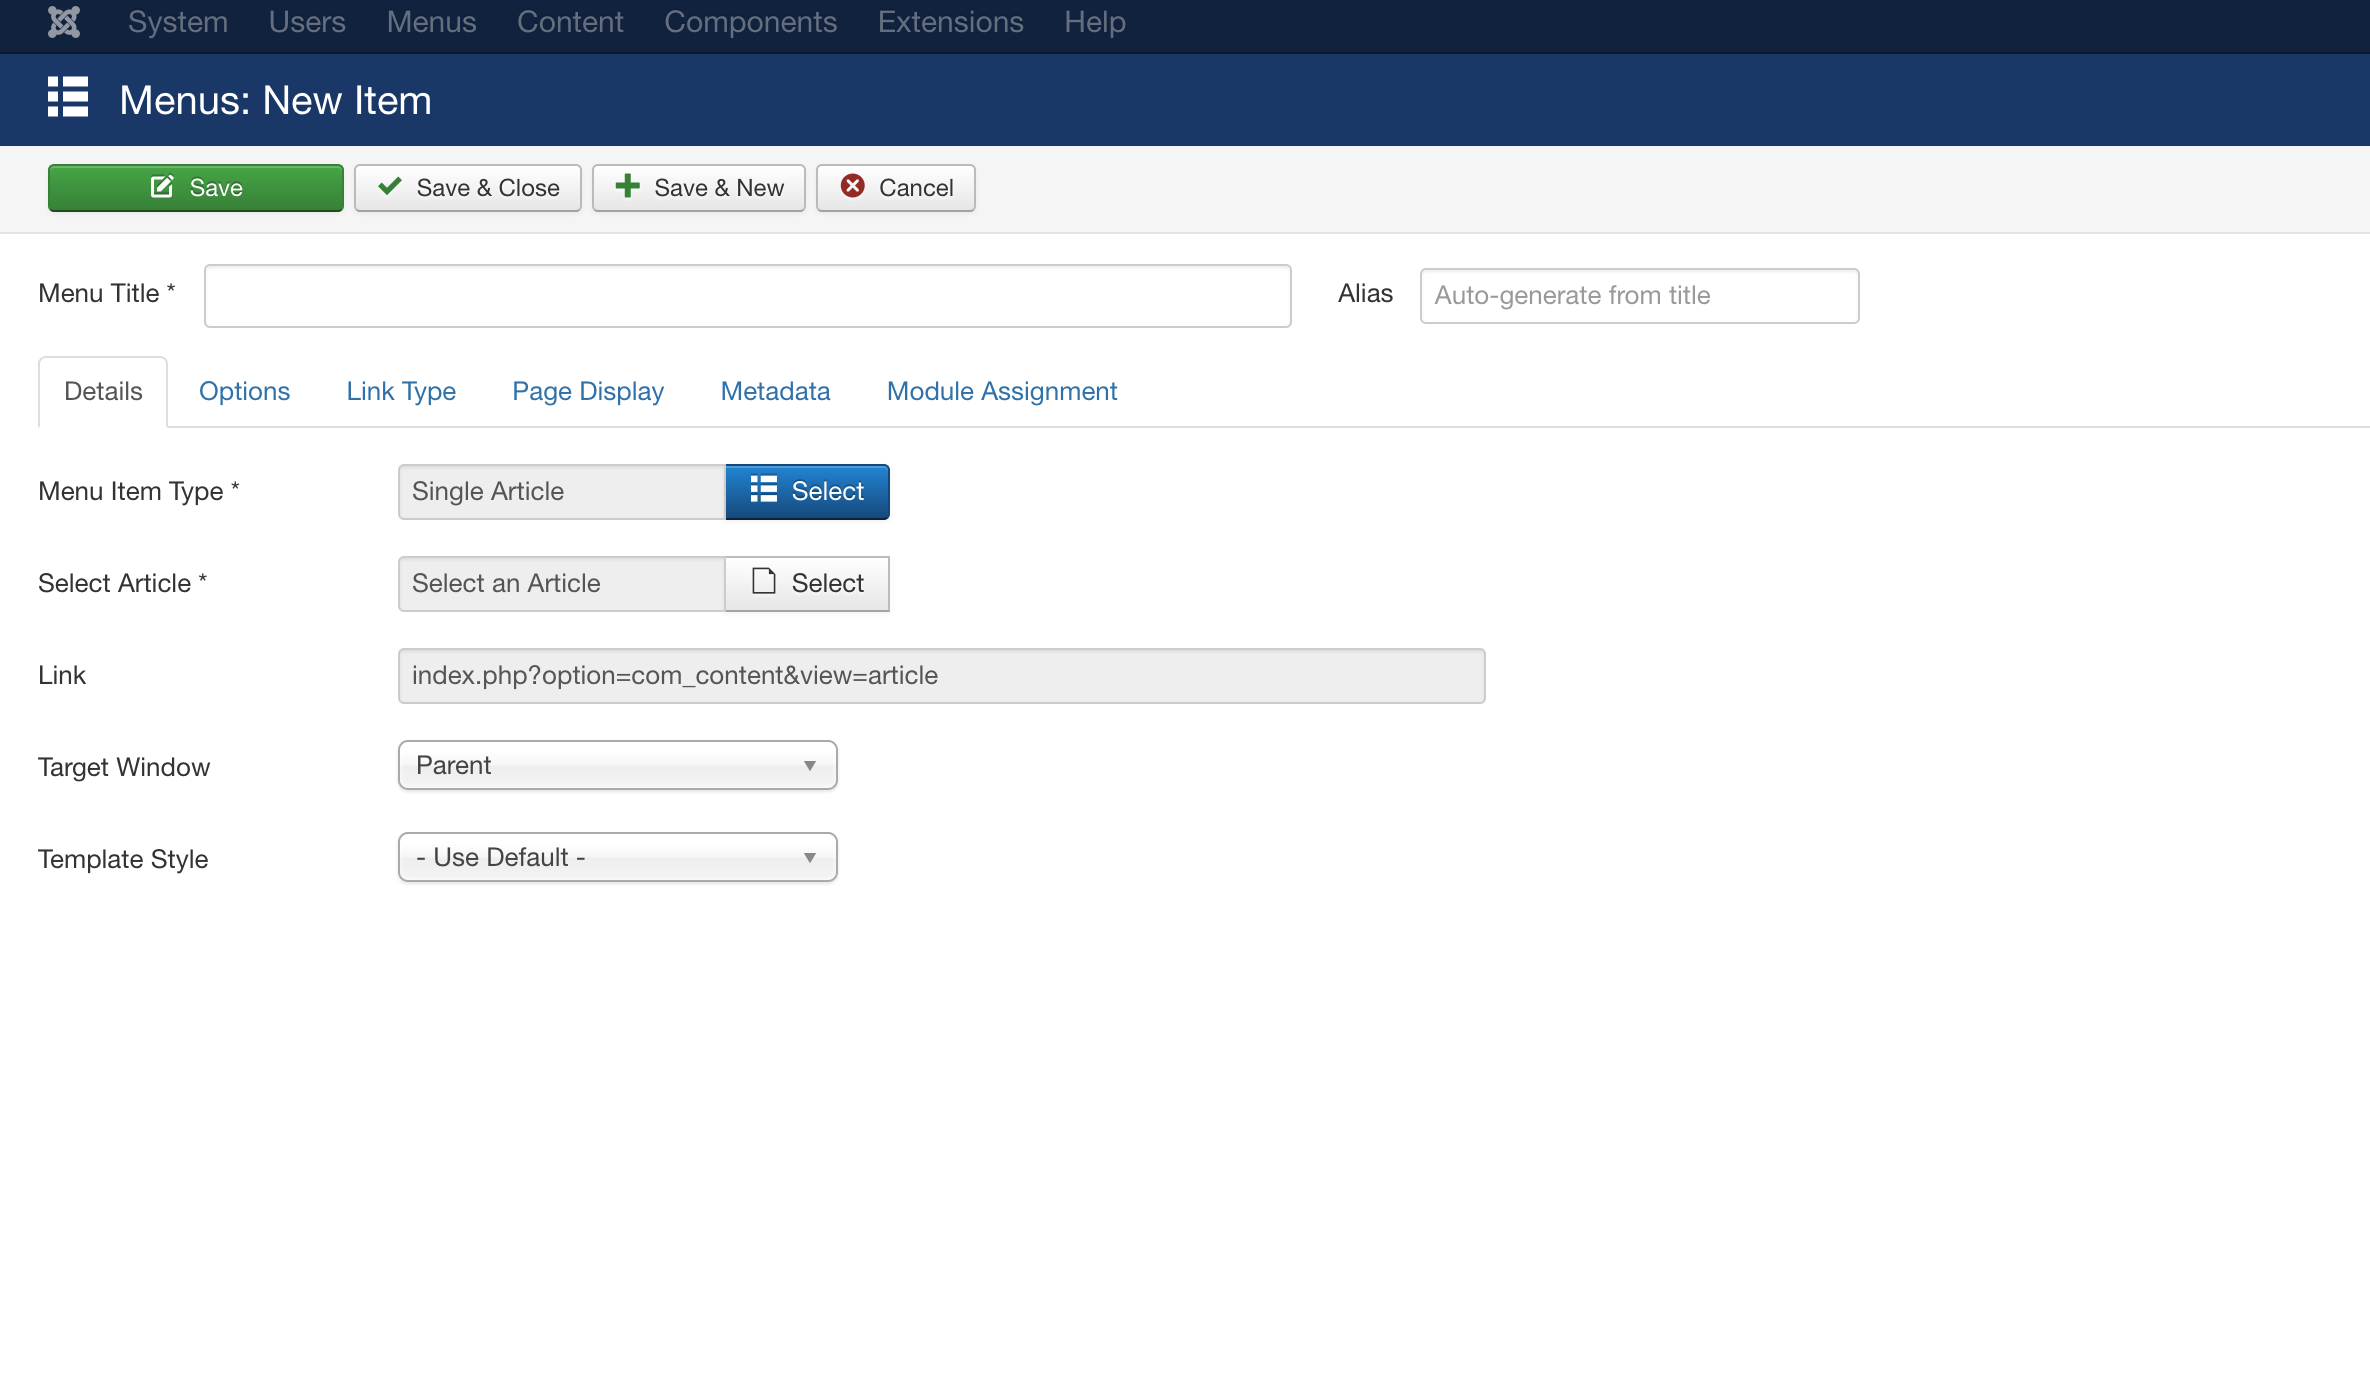 System Users Menus Content Components Extensions Help
Menus: New Item
Save Save & Close Save & New Cancel
Menu Title * Alias Auto-generate from title
Details Options Link Type Page Display Metadata Module Assignment
Menu Item Type * Single Article Select
Select Article * Select an Article Select
Link index.php?option=com_content&view=article
Target Window Parent
Template Style - Use Default -